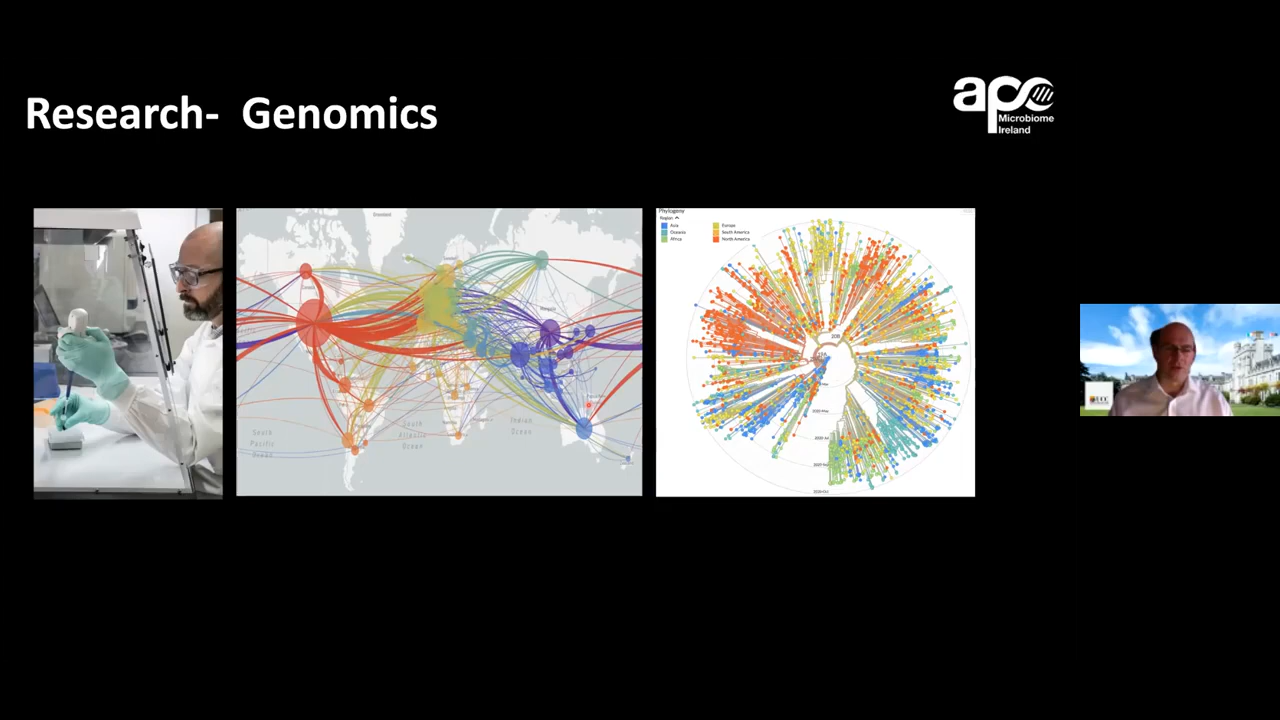 Research- Genomics
apc
Microbiome
Ireland
Phylogeny
Region
Asia
Europe
Oceania
South America
Africa
North America
South
Pacific
Ocean
South
Atlantic
Ocean
Indian
Ocean
UCC